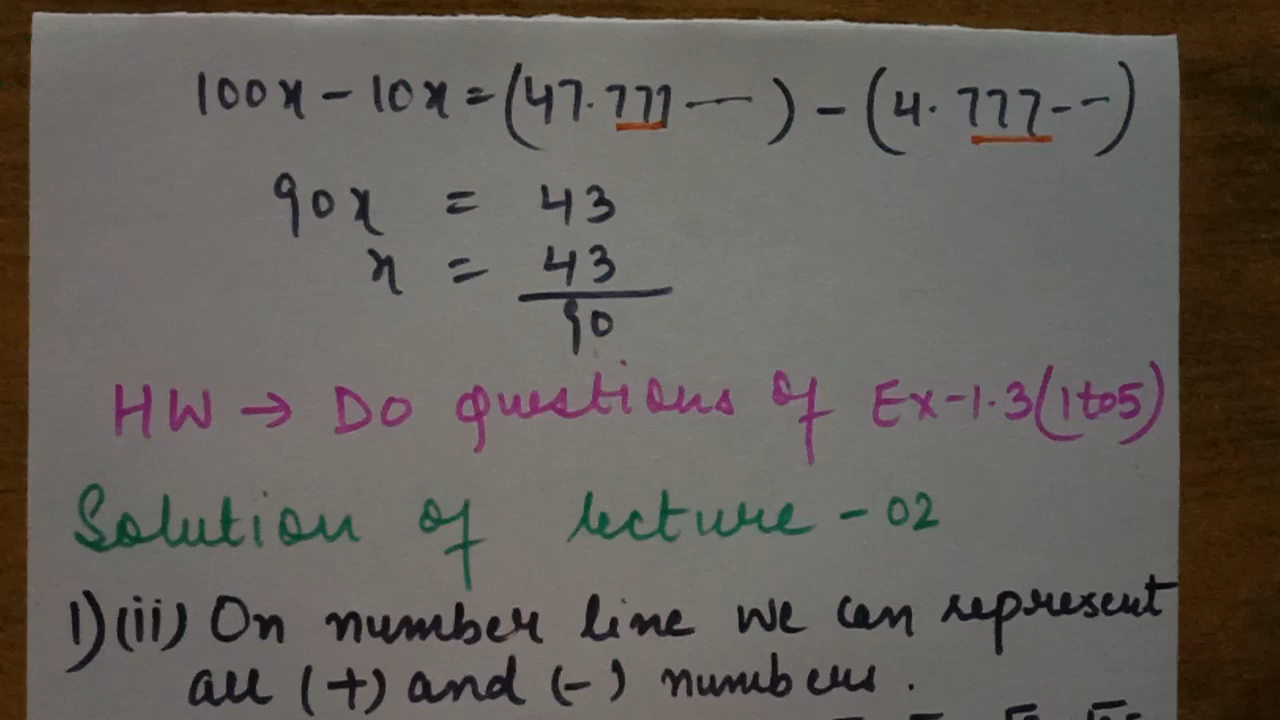 100x - 10x = (47.777 --- ) - (4.777 -- )
90x = 43
x = 43
90
HW → Do questions of Ex-1.3(1 to 5)
Solution of lecture - 02
1)(ii) On number line we can represent
all (+) and (-) numbers.